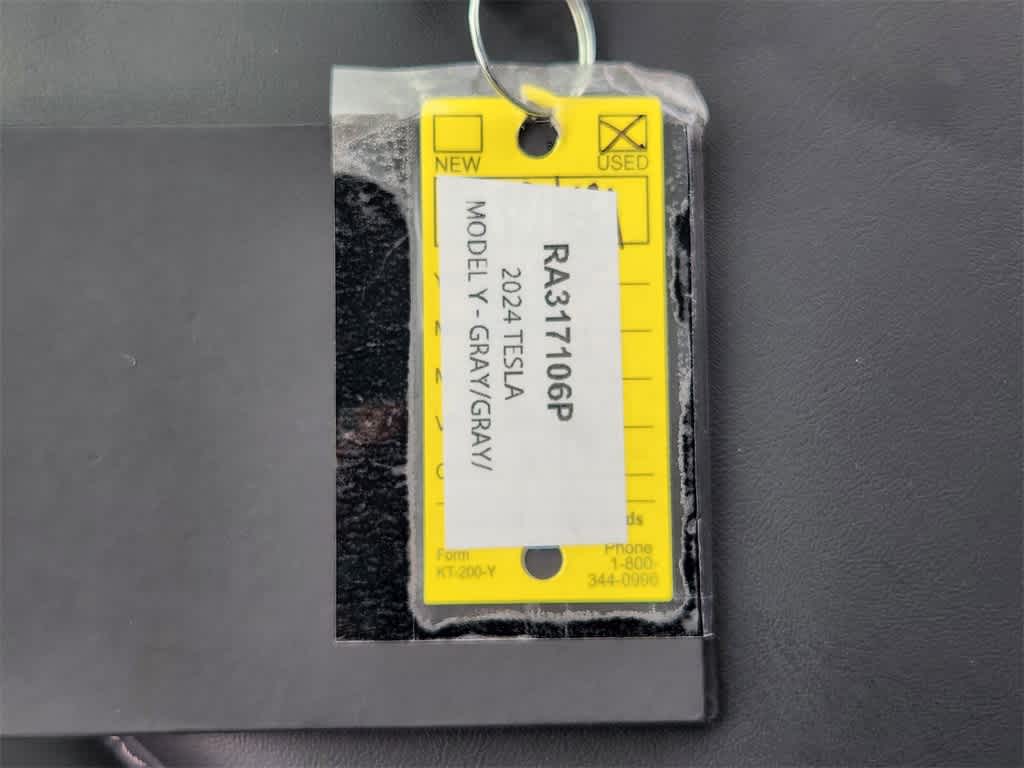 NEW
USED
RA317106P
2024 TESLA
MODEL Y - GRAY/GRAY/
Form
KT-200-Y
Phone
1-800-
344-0996